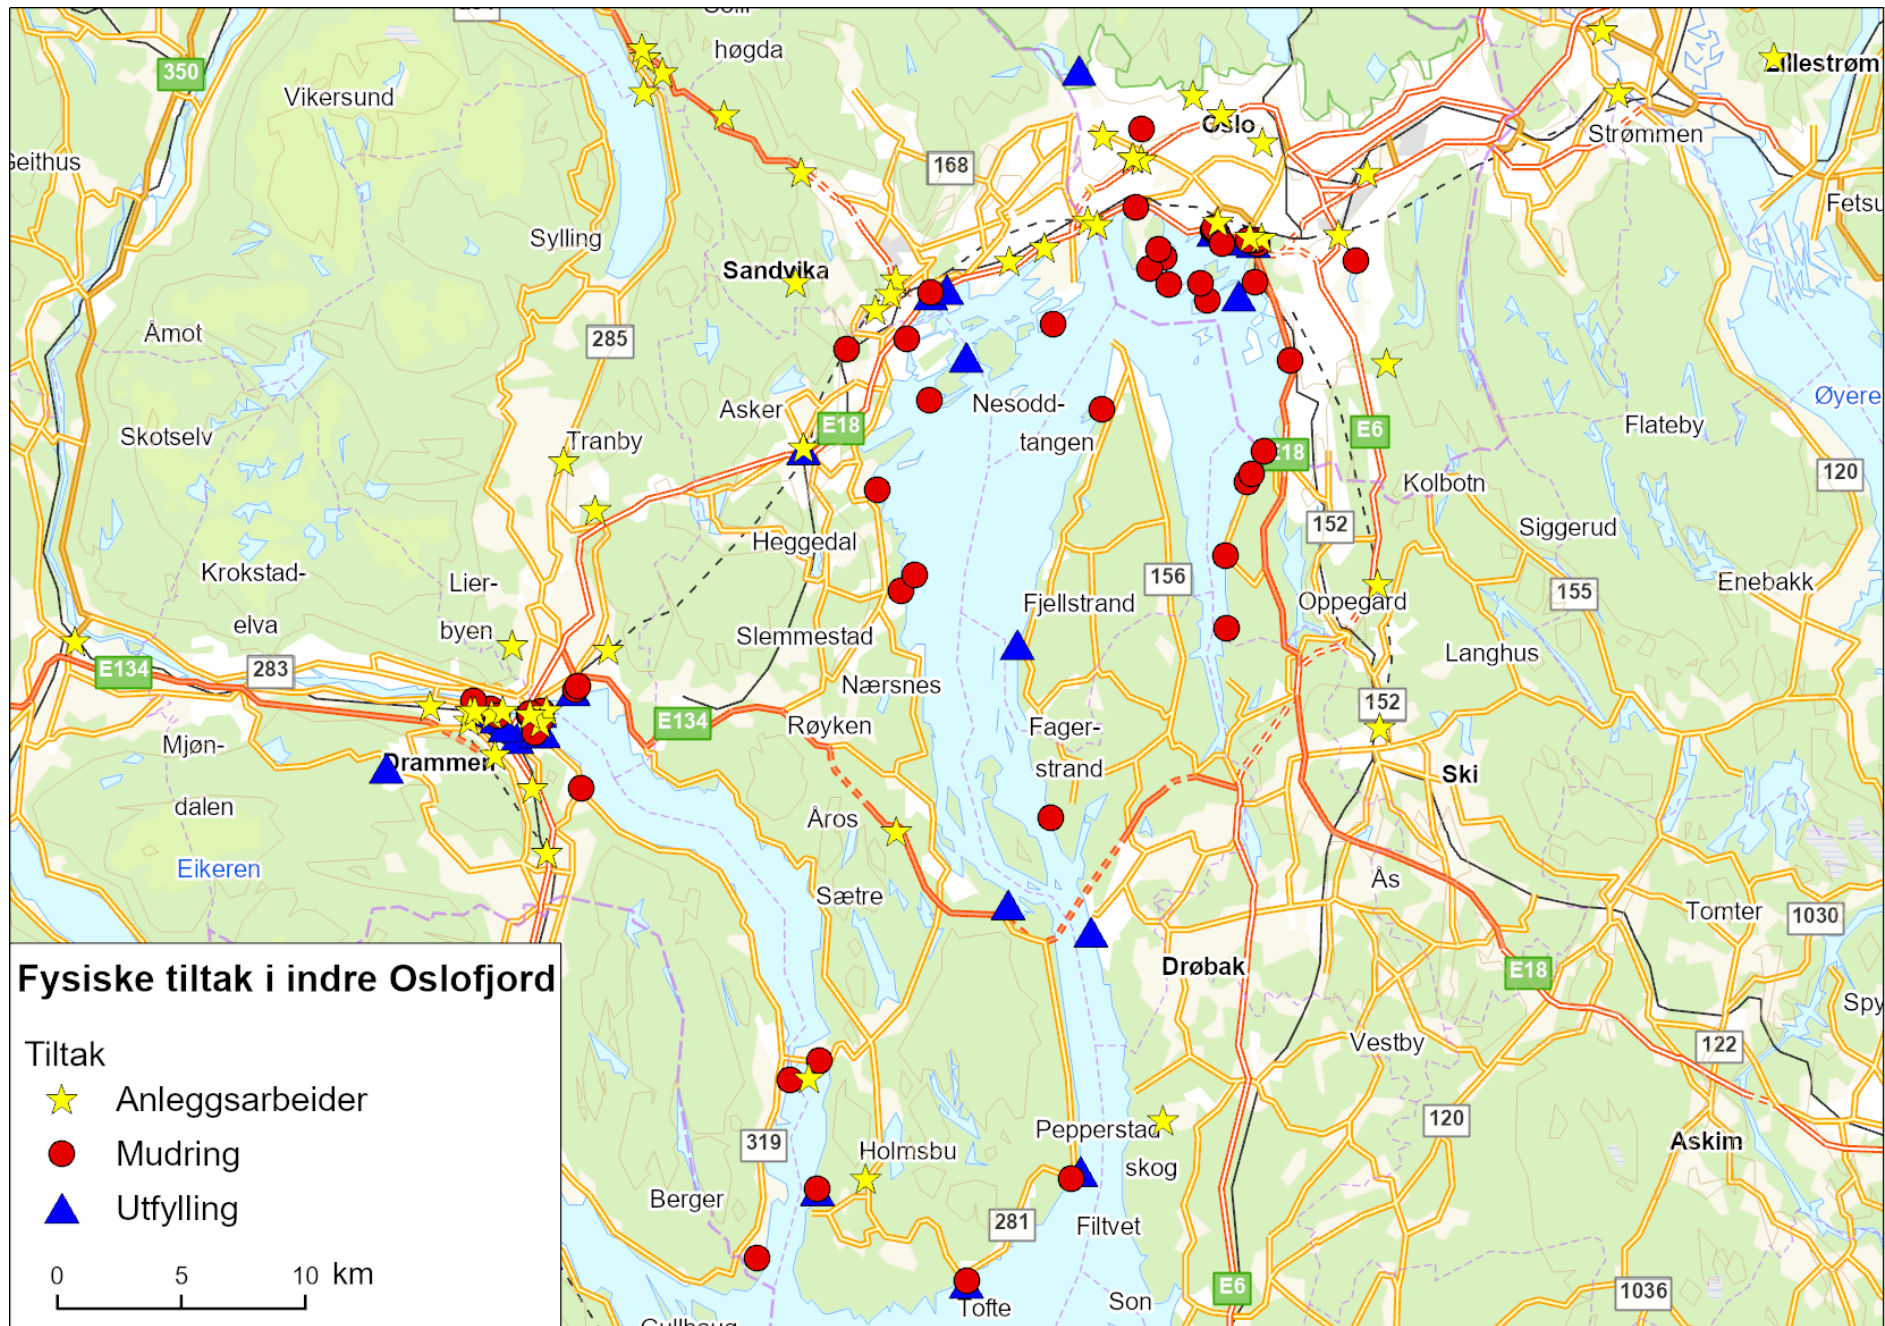 høgda
350
Vikersund
Lillestrøm
Oslo
Strømmen
Geithus
168
Fetsu
Sylling
Sandvika
Åmot
285
Øyere
Asker
Nesodd-
tangen
E18
E6
Flateby
Skotselv
Tranby
E18
120
Kolbotn
152
Siggerud
Heggedal
Krokstad-
elva
Lier-
byen
156
155
Enebakk
Fjellstrand
Oppegård
Slemmestad
Langhus
E134
283
Nærsnes
152
E134
Røyken
Fager-
strand
Mjøn-
dalen
Drammen
Ski
Åros
Eikeren
Ås
Sætre
Tomter
1030
Drøbak
E18
Spy
Vestby
122
120
Pepperstad
skog
Askim
319
Holmsbu
Berger
281
Filtvet
E6
1036
Tofte
Son
Fysiske tiltak i indre Oslofjord
Tiltak
Anleggsarbeider
Mudring
Utfylling
0 5 10 km